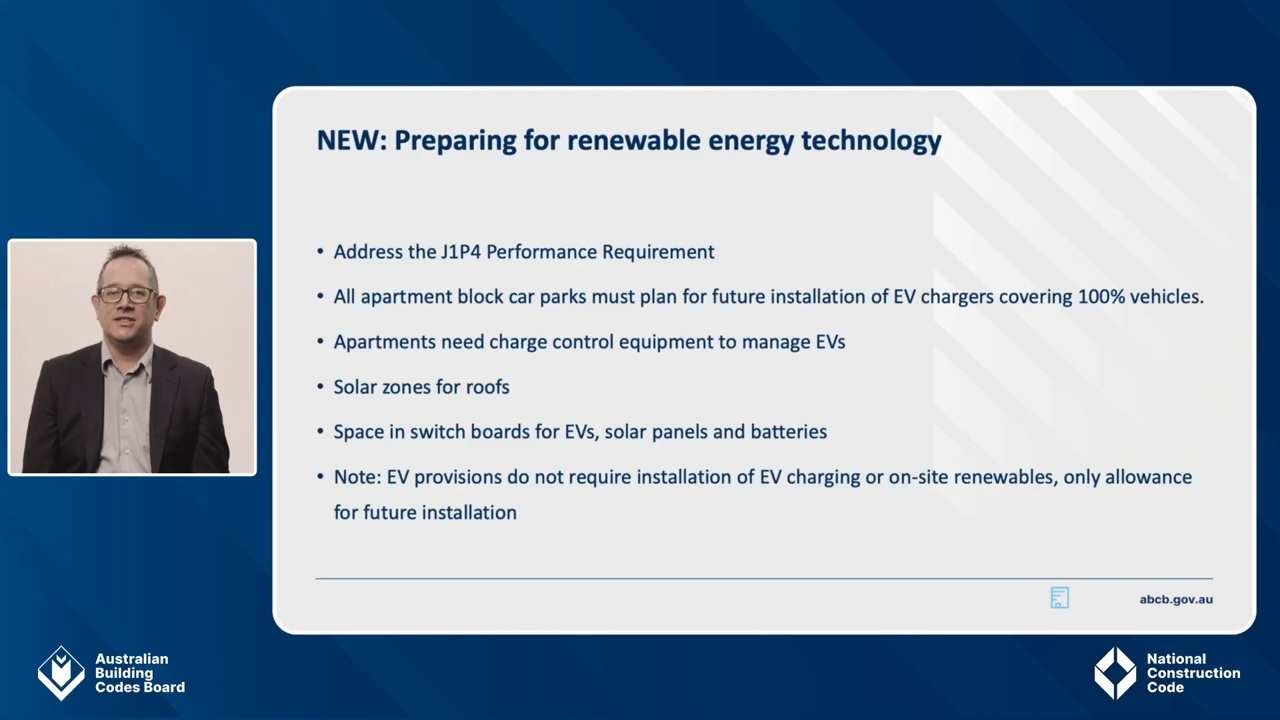 NEW: Preparing for renewable energy technology
• Address the J1P4 Performance Requirement
• All apartment block car parks must plan for future installation of EV chargers covering 100% vehicles.
• Apartments need charge control equipment to manage EVs
• Solar zones for roofs
• Space in switch boards for EVs, solar panels and batteries
• Note: EV provisions do not require installation of EV charging or on-site renewables, only allowance
for future installation
abcb.gov.au
Australian
Building
Codes Board
National
Construction
Code